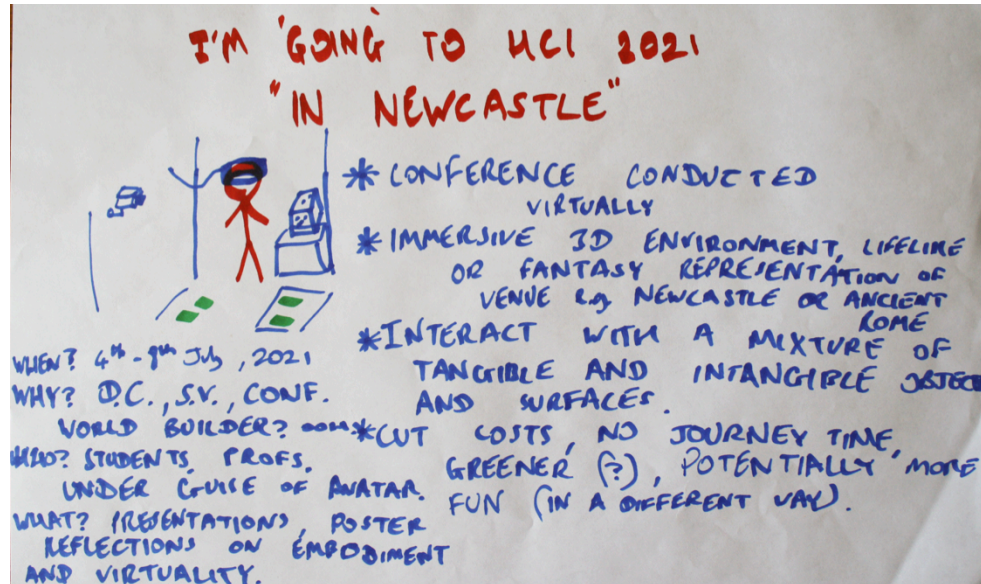 I'M GOING TO HCI 2021
"IN NEWCASTLE"
* CONFERENCE CONDUCTED
VIRTUALLY
* IMMERSIVE 3D ENVIRONMENT, LIFELIKE
OR FANTASY REPRESENTATION OF
VENUE e.g. NEWCASTLE OR ANCIENT
ROME
* INTERACT WITH A MIXTURE OF
TANGIBLE AND INTANGIBLE OBJECTS
AND SURFACES.
* CUT COSTS, NO JOURNEY TIME,
GREENER (?), POTENTIALLY MORE
FUN (IN A DIFFERENT WAY).
WHEN? 4th - 9th July, 2021
WHY? D.C., S.V., CONF.
WORLD BUILDER?
WHO? STUDENTS, PROFS,
UNDER GUISE OF AVATAR.
WHAT? PRESENTATIONS, POSTER
REFLECTIONS ON EMBODIMENT
AND VIRTUALITY.